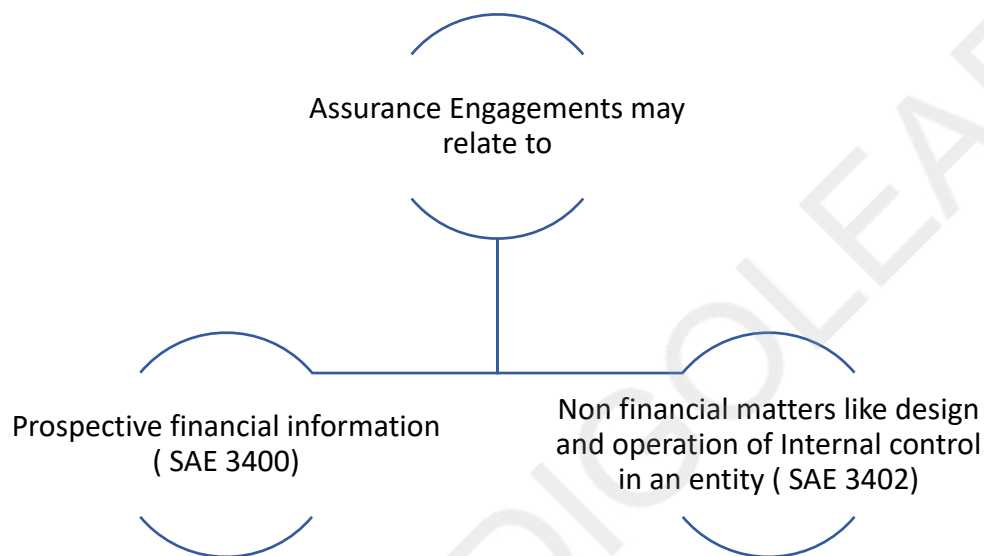 Assurance Engagements may
relate to
Prospective financial information
( SAE 3400)
Non financial matters like design
and operation of Internal control
in an entity ( SAE 3402)